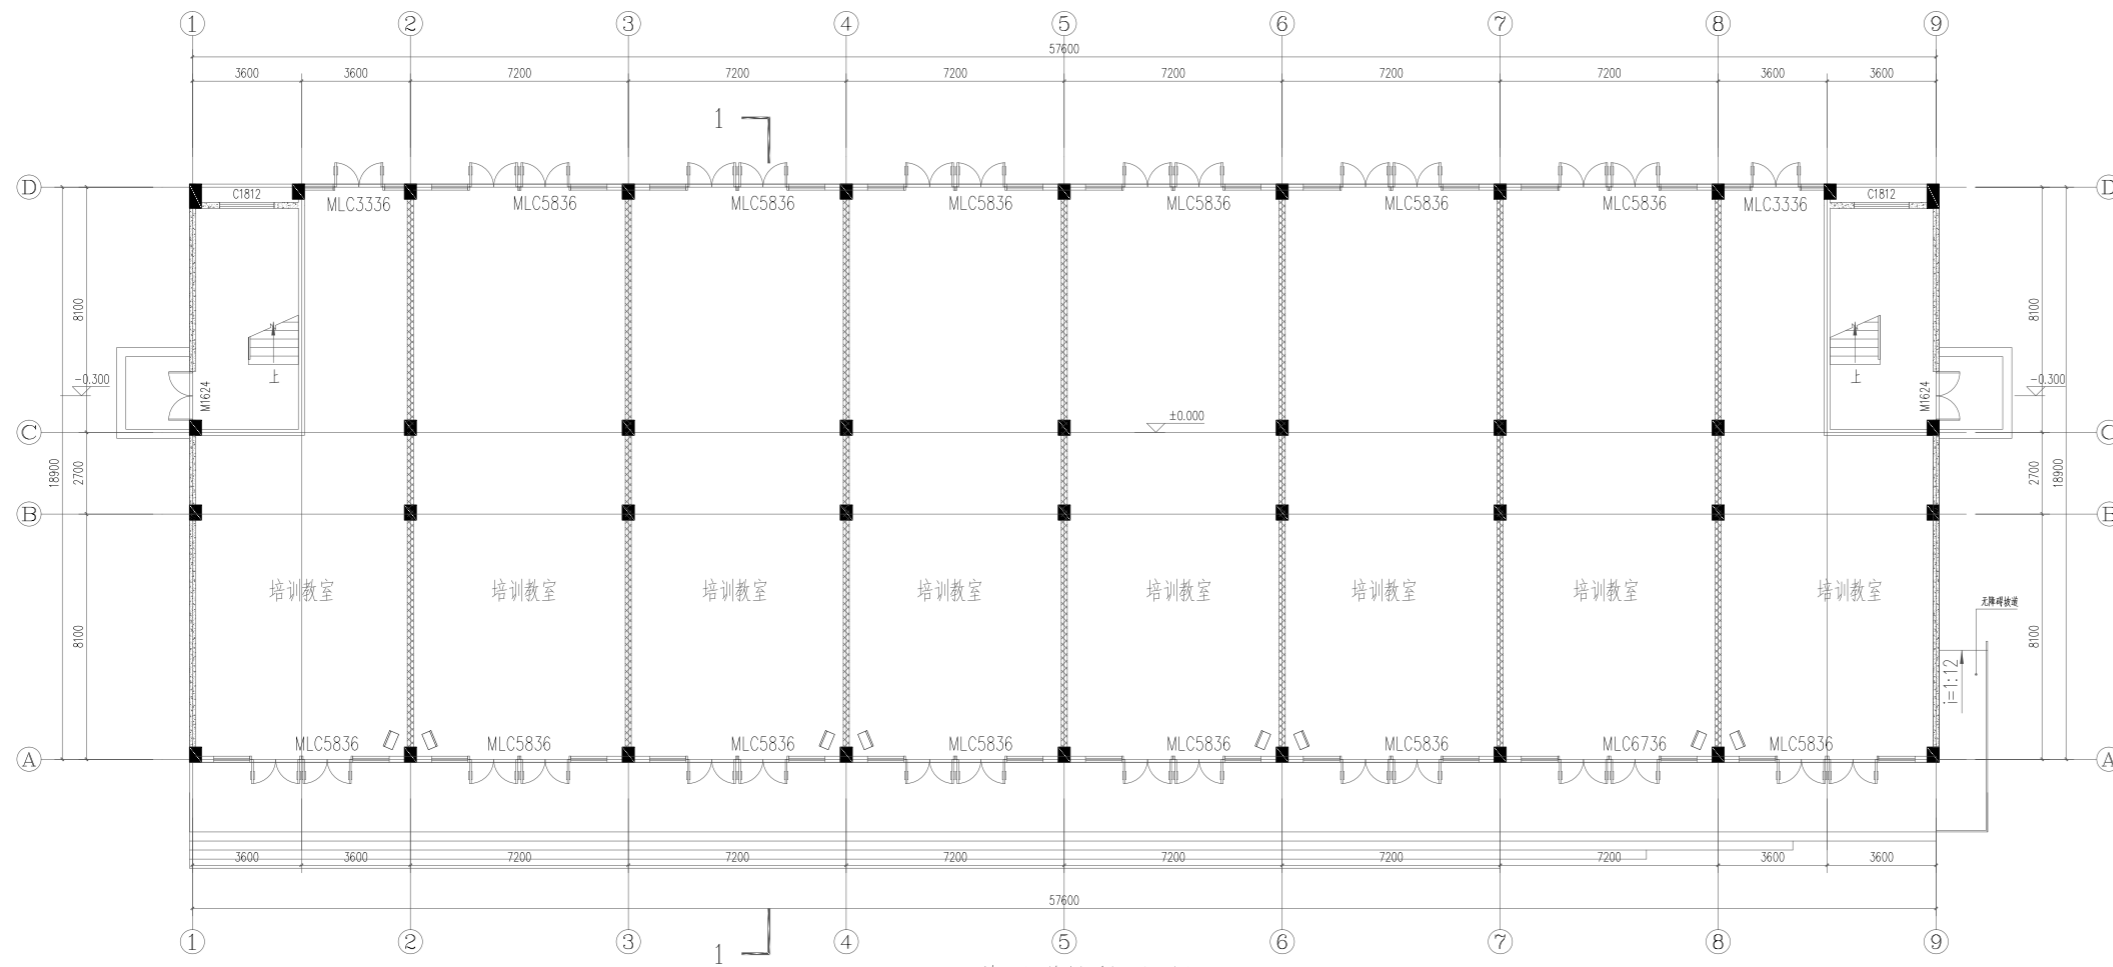 1 2 3 4 5 6 7 8 9
57600
3600 3600 7200 7200 7200 7200 7200 7200 3600 3600
1
D D
C1812 MLC3336 MLC5836 MLC5836 MLC5836 MLC5836 MLC5836 MLC5836 MLC3336 C1812
8100 8100
上 上
-0.300 M1624 M1624 -0.300
±0.000
C C
18900 2700 2700 18900
B B
培训教室 培训教室 培训教室 培训教室 培训教室 培训教室 培训教室 培训教室
无障碍坡道
8100 8100
i=1:12
MLC5836 MLC5836 MLC5836 MLC5836 MLC5836 MLC5836 MLC6736 MLC5836
A A
3600 3600 7200 7200 7200 7200 7200 7200 3600 3600
57600
1 2 3 4 5 6 7 8 9
1